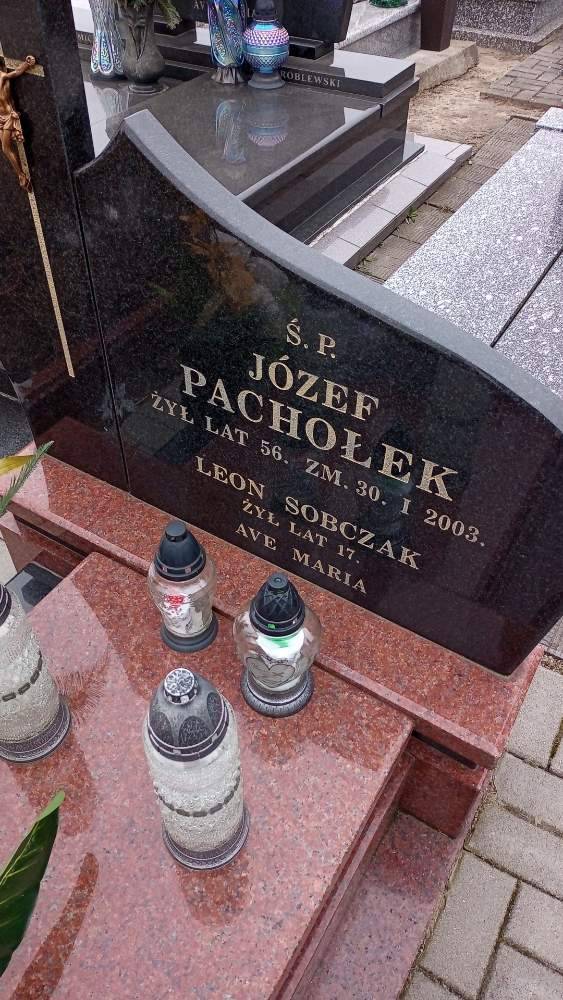 ROBLEWSKI
Ś. P.
JÓZEF
PACHOŁEK
ŻYŁ LAT 56. ZM. 30. I 2003.
LEON SOBCZAK
ŻYŁ LAT 17.
AVE MARIA